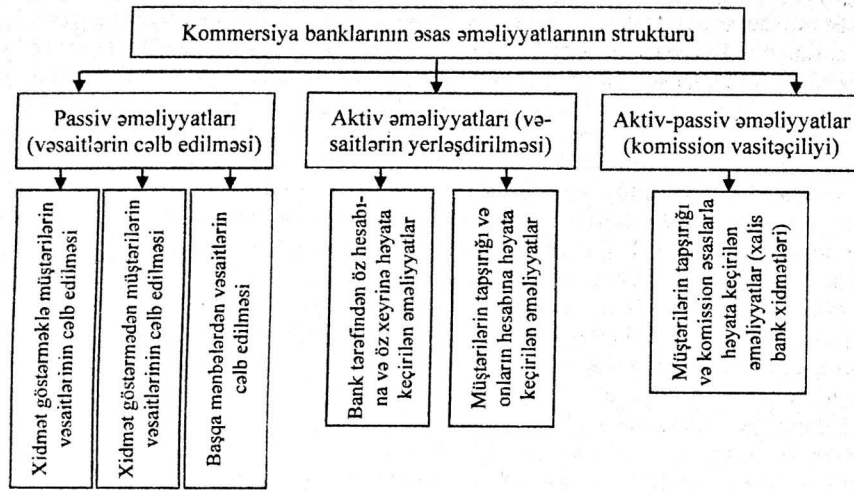 Kommersiya banklarının əsas əməliyyatlarının strukturu
Passiv əməliyyatları
(vəsaitlərin cəlb edilməsi)
Aktiv əməliyyatları (və-
saitlərin yerləşdirilməsi)
Aktiv-passiv əməliyyatlar
(komission vasitəçiliyi)
Xidmət göstərməklə müştərilərin
vəsaitlərinin cəlb edilməsi
Xidmət göstərmədən müştərilərin
vəsaitlərinin cəlb edilməsi
Başqa mənbələrdən vəsaitlərin
cəlb edilməsi
Bank tərəfindən öz hesabı-
na və öz xeyrinə həyata
keçirilən əməliyyatlar
Müştərilərin tapşırığı və
onların hesabına həyata
keçirilən əməliyyatlar
Müştərilərin tapşırığı
və komission əsaslarla
həyata keçirilən
əməliyyatlar (xalis
bank xidmətləri)